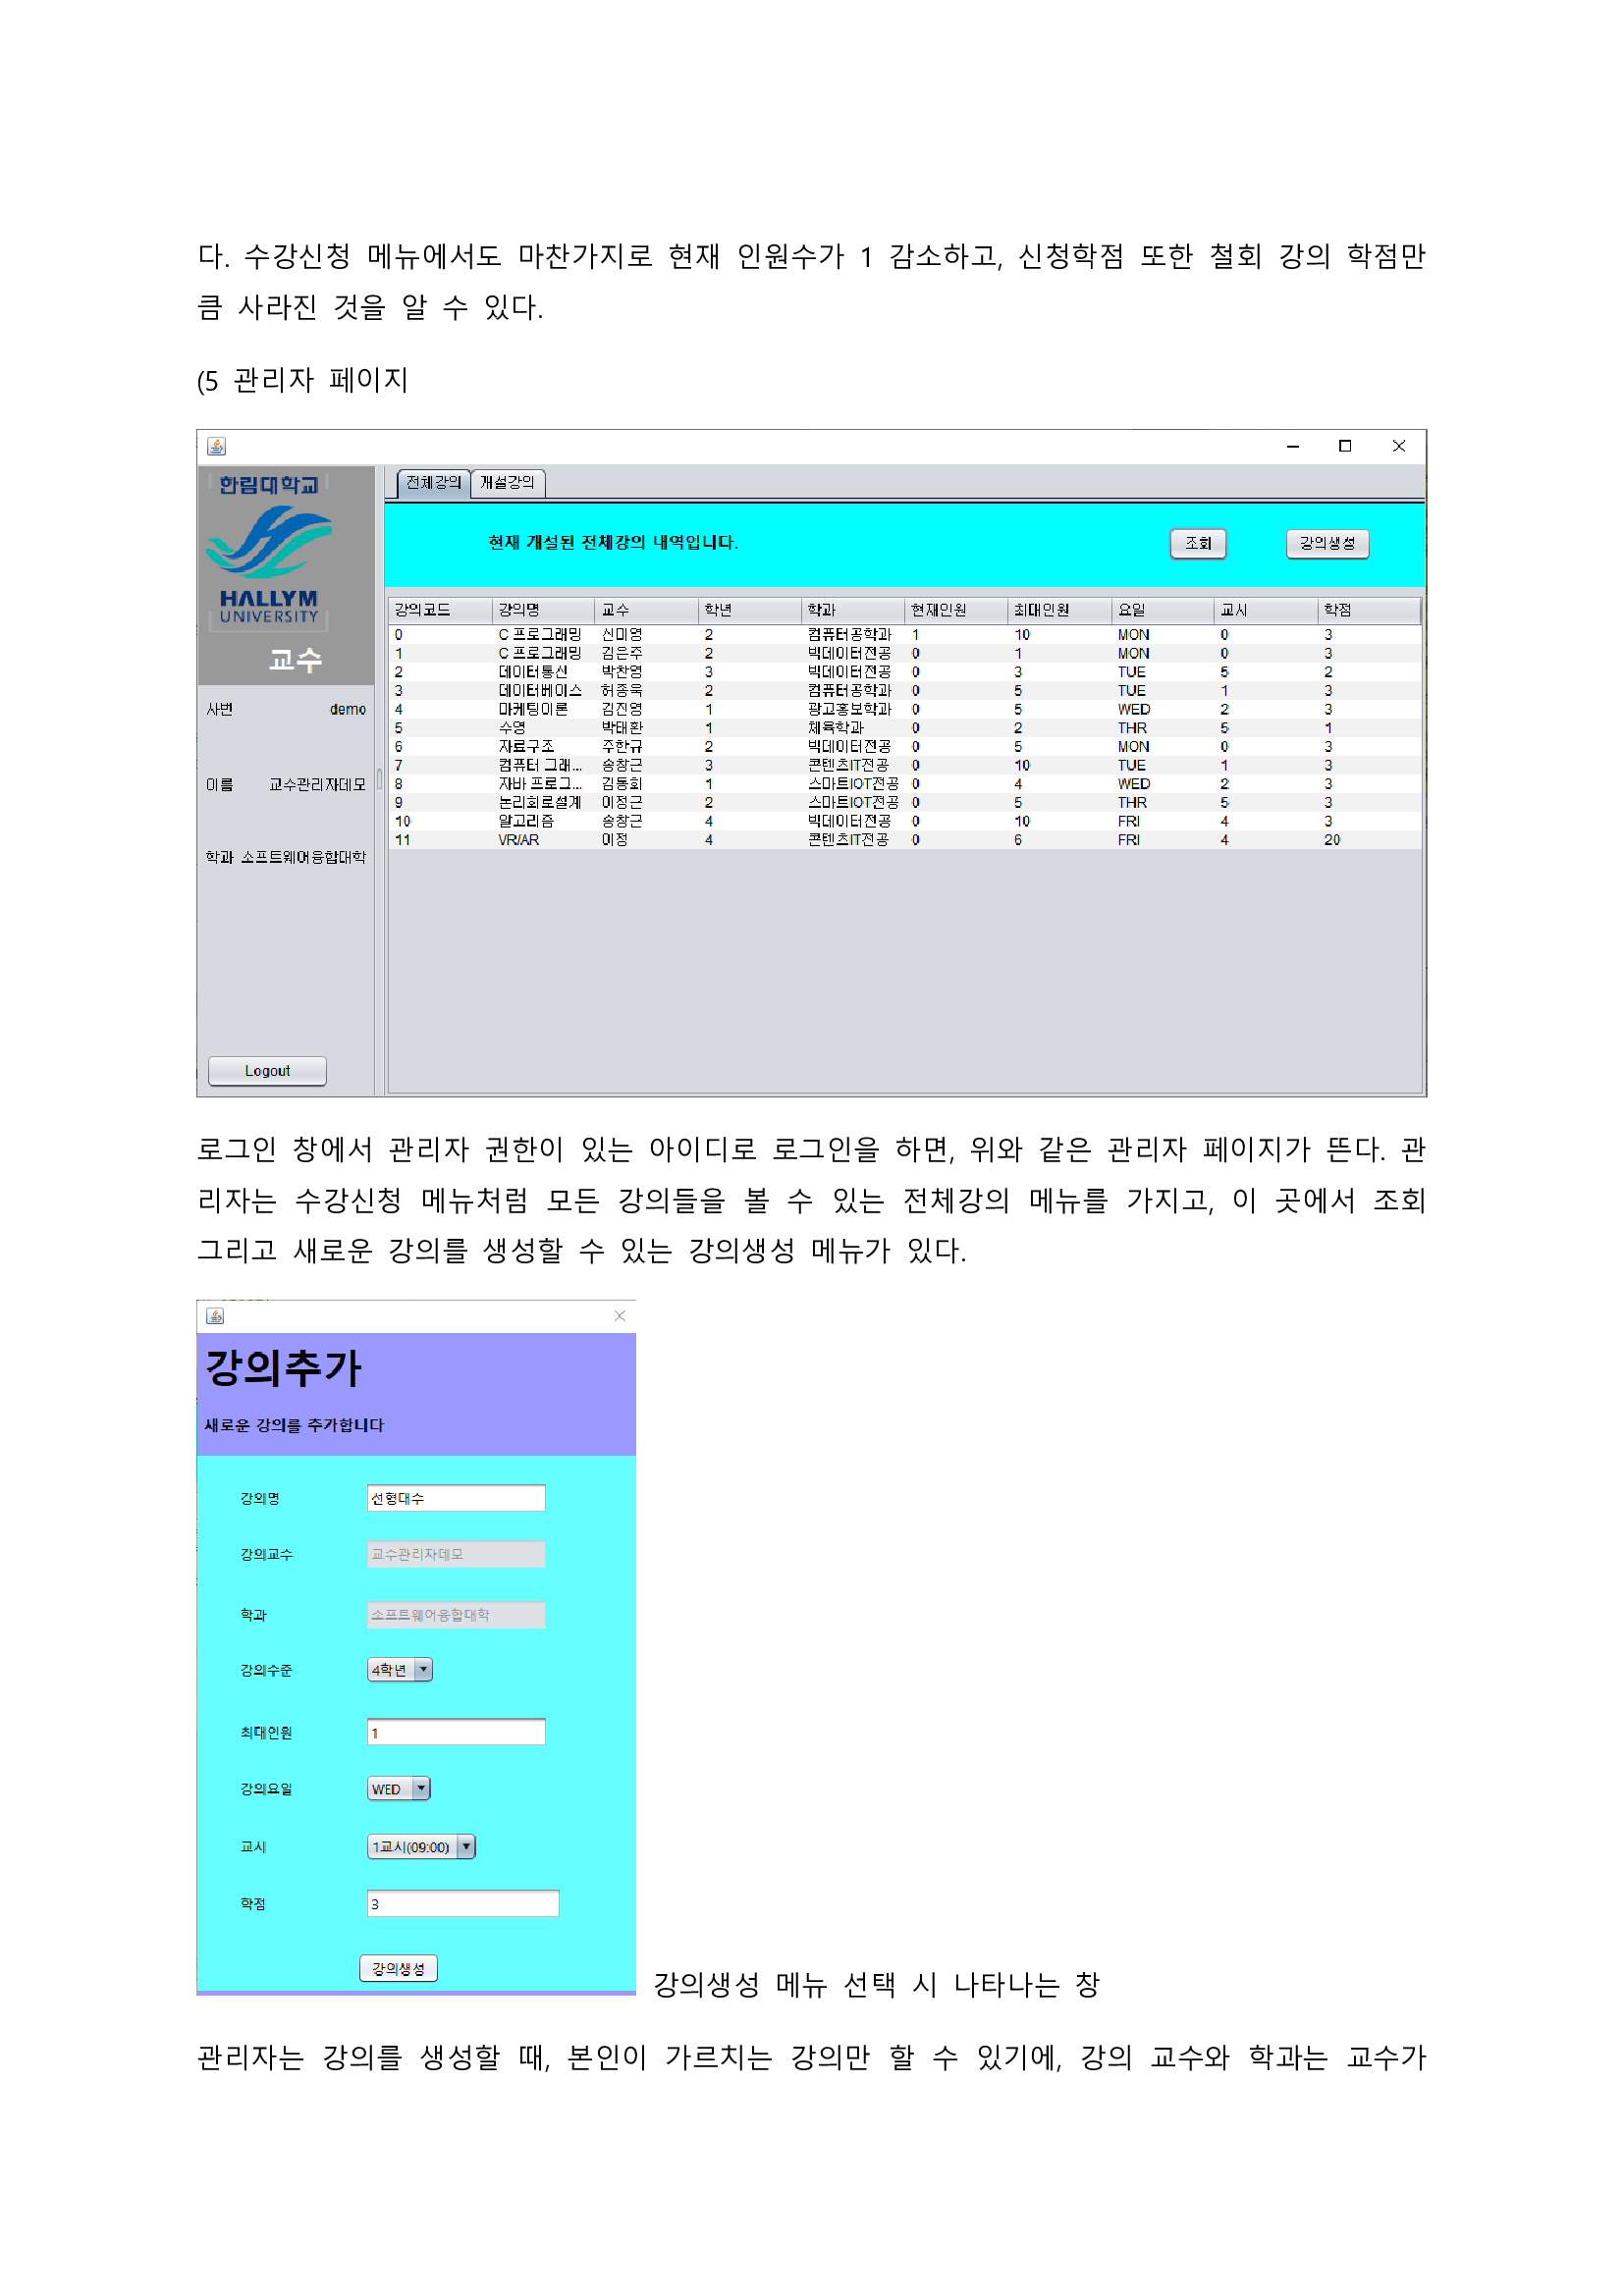 다. 수강신청 메뉴에서도 마찬가지로 현재 인원수가 1 감소하고, 신청학점 또한 철회 강의 학점만
큼 사라진 것을 알 수 있다.
(5 관리자 페이지
한림대학교
HALLYM
UNIVERSITY
교수
사번 demo
이름 교수관리자데모
학과 소프트웨어융합대학
Logout
전체강의 개설강의
현재 개설된 전체강의 내역입니다. 조회 강의생성
강의코드 강의명 교수 학년 학과 현재인원 최대인원 요일 교시 학점
0 C 프로그래밍 신미영 2 컴퓨터공학과 1 10 MON 0 3
1 C 프로그래밍 김은주 2 빅데이터전공 0 1 MON 0 3
2 데이터통신 박찬영 3 빅데이터전공 0 3 TUE 5 2
3 데이터베이스 허종욱 2 컴퓨터공학과 0 5 TUE 1 3
4 마케팅이론 김진영 1 광고홍보학과 0 5 WED 2 3
5 수영 박태환 1 체육학과 0 2 THR 5 1
6 자료구조 주한규 2 빅데이터전공 0 5 MON 0 3
7 컴퓨터 그래... 송창근 3 콘텐츠IT전공 0 10 TUE 1 3
8 자바 프로그... 김동회 1 스마트IOT전공 0 4 WED 2 3
9 논리회로설계 이정근 2 스마트IOT전공 0 5 THR 5 3
10 알고리즘 송창근 4 빅데이터전공 0 10 FRI 4 3
11 VR/AR 이정 4 콘텐츠IT전공 0 6 FRI 4 20
로그인 창에서 관리자 권한이 있는 아이디로 로그인을 하면, 위와 같은 관리자 페이지가 뜬다. 관
리자는 수강신청 메뉴처럼 모든 강의들을 볼 수 있는 전체강의 메뉴를 가지고, 이 곳에서 조회
그리고 새로운 강의를 생성할 수 있는 강의생성 메뉴가 있다.
강의추가
새로운 강의를 추가합니다
강의명 선형대수
강의교수 교수관리자데모
학과 소프트웨어융합대학
강의수준 4학년
최대인원 1
강의요일 WED
교시 1교시(09:00)
학점 3
강의생성
강의생성 메뉴 선택 시 나타나는 창
관리자는 강의를 생성할 때, 본인이 가르치는 강의만 할 수 있기에, 강의 교수와 학과는 교수가